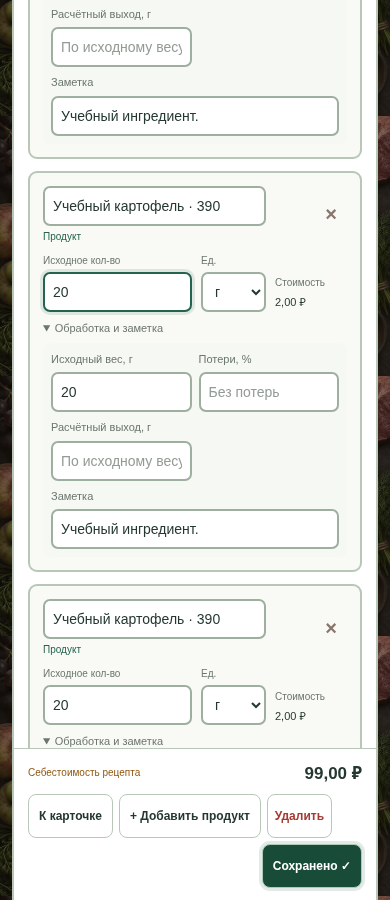 Расчётный выход, г
По исходному весу
Заметка
Учебный ингредиент.
Учебный картофель · 390
×
Продукт
Исходное кол-во
Ед.
20
г
Стоимость
2,00 ₽
▼ Обработка и заметка
Исходный вес, г
Потери, %
20
Без потерь
Расчётный выход, г
По исходному весу
Заметка
Учебный ингредиент.
Учебный картофель · 390
×
Продукт
Исходное кол-во
Ед.
20
г
Стоимость
2,00 ₽
▼ Обработка и заметка
Себестоимость рецепта
99,00 ₽
К карточке
+ Добавить продукт
Удалить
Сохранено ✓